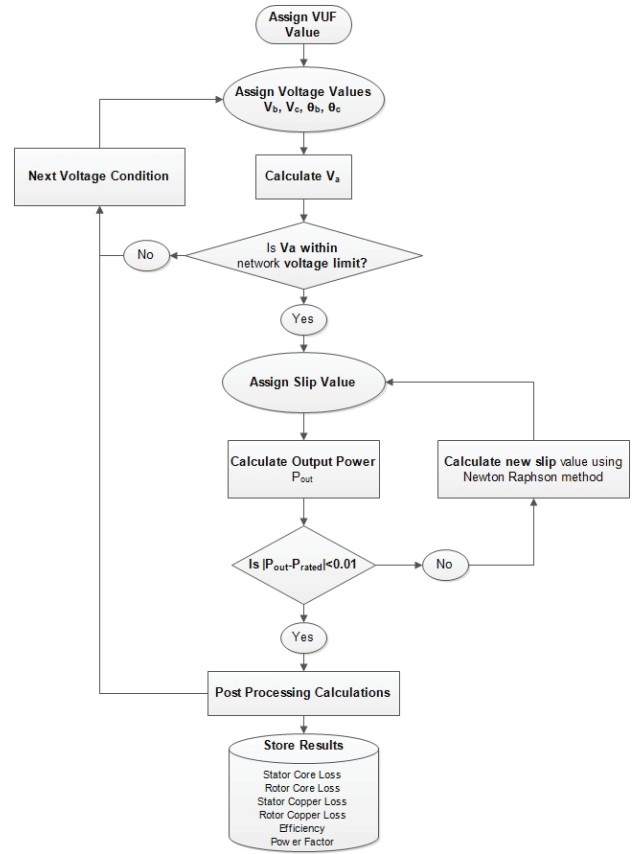 Assign VUF
Value
Assign Voltage Values
Vb, Vc, θb, θc
Next Voltage Condition
Calculate Va
Is Va within
network voltage limit?
No
Yes
Assign Slip Value
Calculate Output Power
Pout
Calculate new slip value using
Newton Raphson method
Is |Pout-Prated|<0.01
No
Yes
Post Processing Calculations
Store Results
Stator Core Loss
Rotor Core Loss
Stator Copper Loss
Rotor Copper Loss
Efficiency
Power Factor